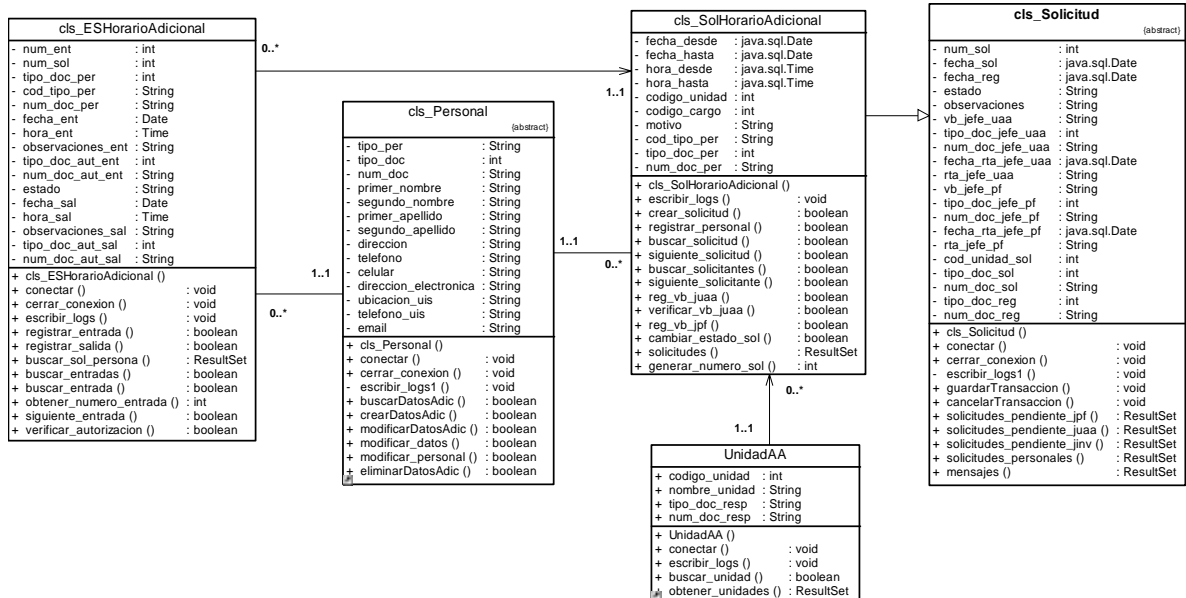 cls_ESHorarioAdicional
- num_ent : int
- num_sol : int
- tipo_doc_per : int
- cod_tipo_per : String
- num_doc_per : String
- fecha_ent : Date
- hora_ent : Time
- observaciones_ent : String
- tipo_doc_aut_ent : int
- num_doc_aut_ent : String
- estado : String
- fecha_sal : Date
- hora_sal : Time
- observaciones_sal : String
- tipo_doc_aut_sal : int
- num_doc_aut_sal : String
+ cls_ESHorarioAdicional ()
+ conectar () : void
+ cerrar_conexion () : void
+ escribir_logs () : void
+ registrar_entrada () : boolean
+ registrar_salida () : boolean
+ buscar_sol_persona () : ResultSet
+ buscar_entradas () : boolean
+ buscar_entrada () : boolean
+ obtener_numero_entrada () : int
+ siguiente_entrada () : boolean
+ verificar_autorizacion () : boolean
0..*
1..1
1..1
0..*
cls_Personal
{abstract}
- tipo_per : String
- tipo_doc : int
- num_doc : String
- primer_nombre : String
- segundo_nombre : String
- primer_apellido : String
- segundo_apellido : String
- direccion : String
- telefono : String
- celular : String
- direccion_electronica : String
- ubicacion_uis : String
- telefono_uis : String
- email : String
+ cls_Personal ()
+ conectar () : void
+ cerrar_conexion () : void
- escribir_logs1 () : void
+ buscarDatosAdic () : boolean
+ crearDatosAdic () : boolean
+ modificarDatosAdic () : boolean
+ modificar_datos () : boolean
+ modificar_personal () : boolean
+ eliminarDatosAdic () : boolean
1..1
0..*
cls_SolHorarioAdicional
- fecha_desde : java.sql.Date
- fecha_hasta : java.sql.Date
- hora_desde : java.sql.Time
- hora_hasta : java.sql.Time
- codigo_unidad : int
- codigo_cargo : int
- motivo : String
- cod_tipo_per : String
- tipo_doc_per : int
- num_doc_per : String
+ cls_SolHorarioAdicional ()
+ escribir_logs () : void
+ crear_solicitud () : boolean
+ registrar_personal () : boolean
+ buscar_solicitud () : boolean
+ siguiente_solicitud () : boolean
+ buscar_solicitantes () : boolean
+ siguiente_solicitante () : boolean
+ reg_vb_juaa () : boolean
+ verificar_vb_juaa () : boolean
+ reg_vb_jpf () : boolean
+ cambiar_estado_sol () : boolean
+ solicitudes () : ResultSet
+ generar_numero_sol () : int
0..*
1..1
UnidadAA
+ codigo_unidad : int
+ nombre_unidad : String
+ tipo_doc_resp : String
+ num_doc_resp : String
+ UnidadAA ()
+ conectar () : void
+ escribir_logs () : void
+ buscar_unidad () : boolean
+ obtener_unidades () : ResultSet
cls_Solicitud
{abstract}
- num_sol : int
- fecha_sol : java.sql.Date
- fecha_reg : java.sql.Date
- estado : String
- observaciones : String
- vb_jefe_uaa : String
- tipo_doc_jefe_uaa : int
- num_doc_jefe_uaa : String
- fecha_rta_jefe_uaa : java.sql.Date
- rta_jefe_uaa : String
- vb_jefe_pf : String
- tipo_doc_jefe_pf : int
- num_doc_jefe_pf : String
- fecha_rta_jefe_pf : java.sql.Date
- rta_jefe_pf : String
- cod_unidad_sol : int
- tipo_doc_sol : int
- num_doc_sol : String
- tipo_doc_reg : int
- num_doc_reg : String
+ cls_Solicitud ()
+ conectar () : void
+ cerrar_conexion () : void
- escribir_logs1 () : void
+ guardarTransaccion () : void
+ cancelarTransaccion () : void
+ solicitudes_pendiente_jpf () : ResultSet
+ solicitudes_pendiente_juaa () : ResultSet
+ solicitudes_pendiente_jinv () : ResultSet
+ solicitudes_personales () : ResultSet
+ mensajes () : ResultSet